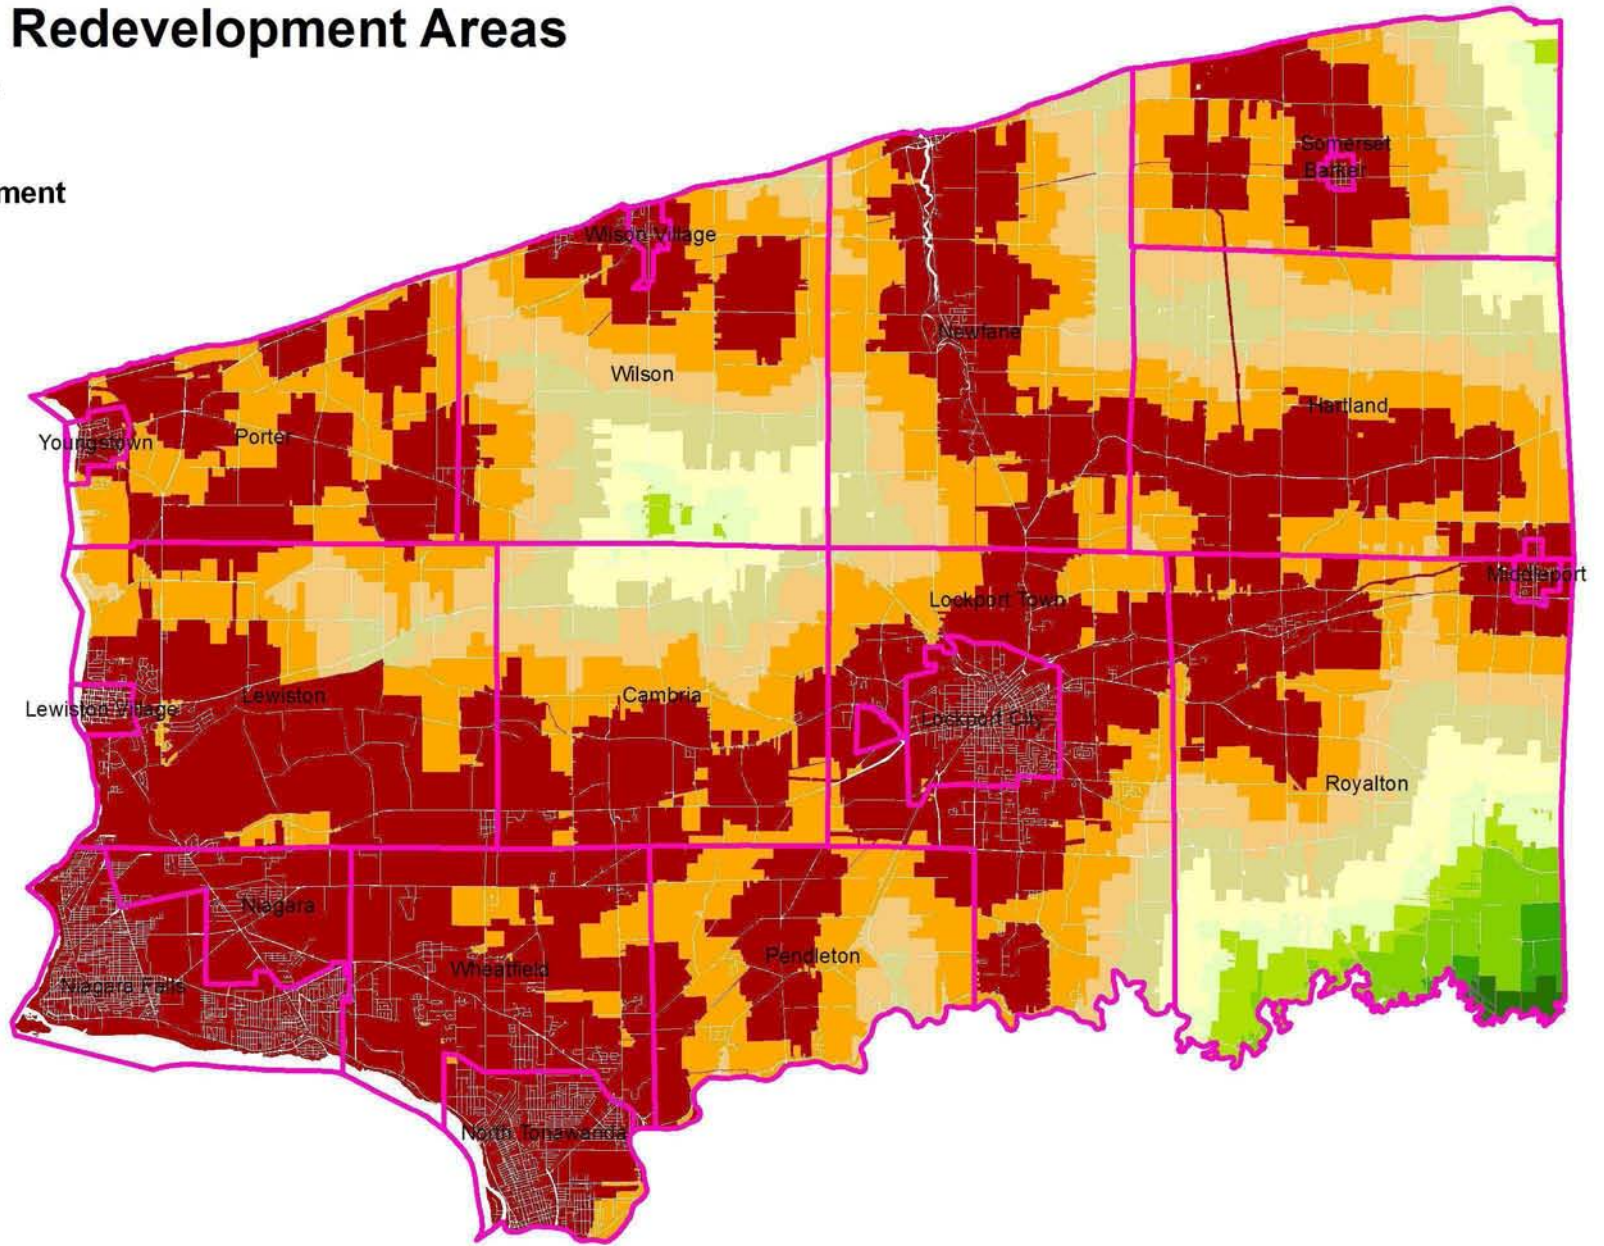 Redevelopment Areas
ment
Somerset
Barker
Wilson Village
Newfane
Wilson
Hartland
Youngstown
Porter
Middleport
Lockport Town
Lewiston
Cambria
Lewiston Village
Lockport City
Royalton
Niagara
Pendleton
Wheatfield
Niagara Falls
North Tonawanda